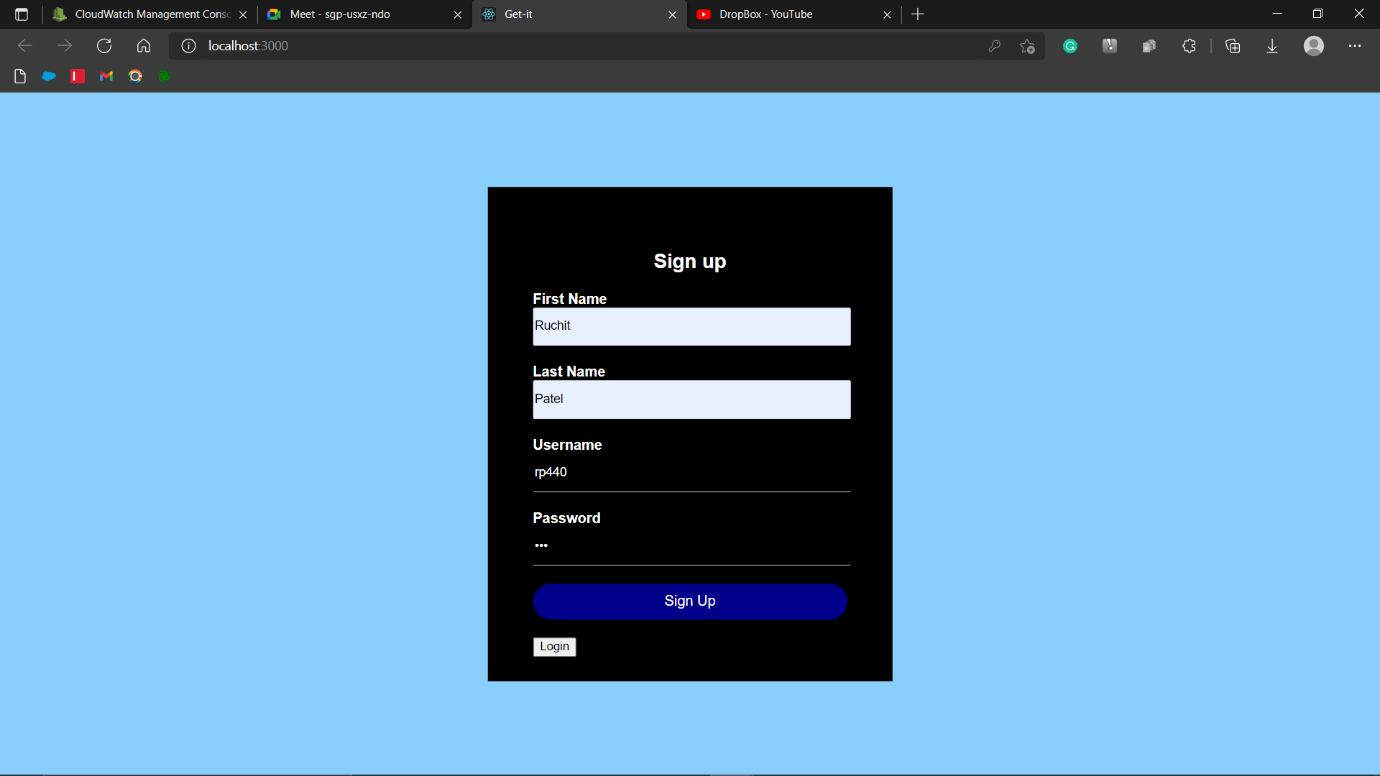 CloudWatch Management Conso
Meet - sgp-usxz-ndo
Get-it
DropBox - YouTube
localhost:3000
Sign up
First Name
Ruchit
Last Name
Patel
Username
rp440
Password
•••
Sign Up
Login